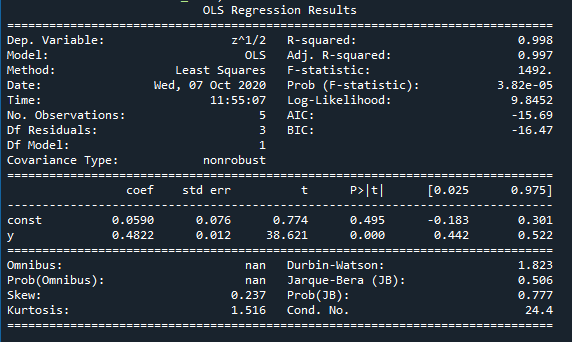 OLS Regression Results
==============================================================================
Dep. Variable: z^1/2 R-squared: 0.998
Model: OLS Adj. R-squared: 0.997
Method: Least Squares F-statistic: 1492.
Date: Wed, 07 Oct 2020 Prob (F-statistic): 3.82e-05
Time: 11:55:07 Log-Likelihood: 9.8452
No. Observations: 5 AIC: -15.69
Df Residuals: 3 BIC: -16.47
Df Model: 1
Covariance Type: nonrobust
==============================================================================
coef std err t P>|t| [0.025 0.975]
------------------------------------------------------------------------------
const 0.0590 0.076 0.774 0.495 -0.183 0.301
y 0.4822 0.012 38.621 0.000 0.442 0.522
==============================================================================
Omnibus: nan Durbin-Watson: 1.823
Prob(Omnibus): nan Jarque-Bera (JB): 0.506
Skew: 0.237 Prob(JB): 0.777
Kurtosis: 1.516 Cond. No. 24.4
==============================================================================